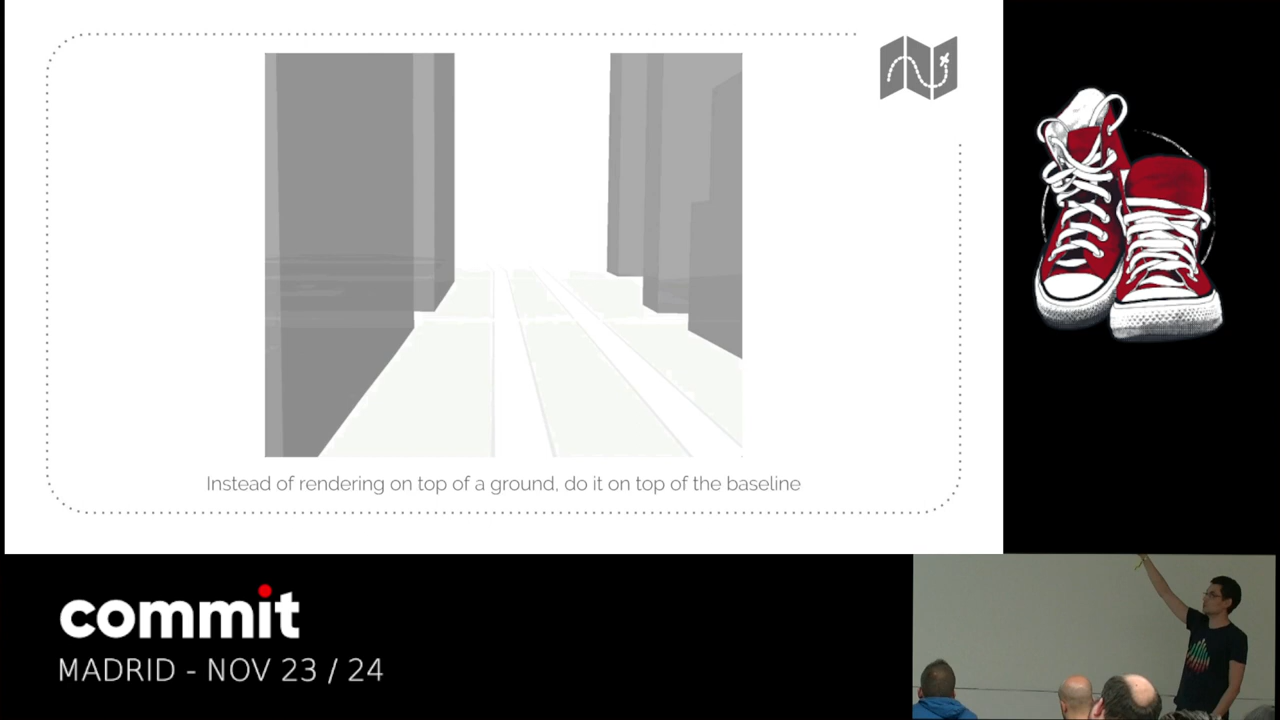 Instead of rendering on top of a ground, do it on top of the baseline
commit
MADRID - NOV 23 / 24